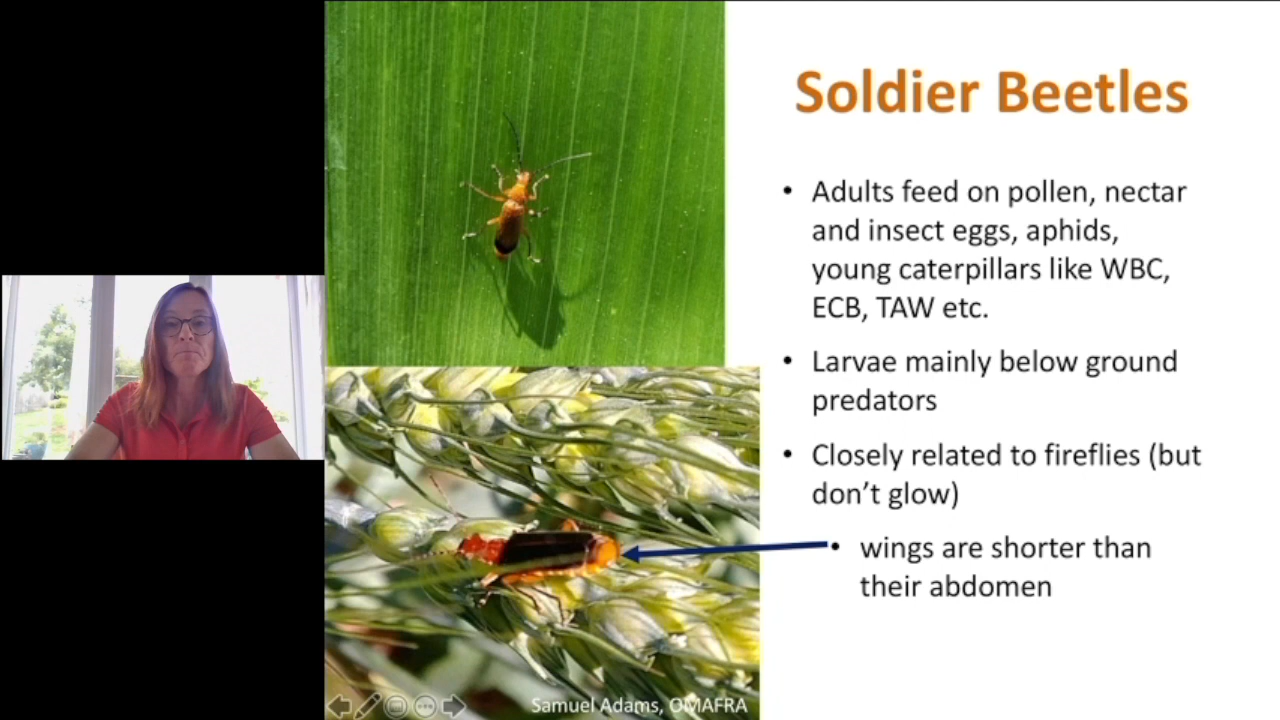 Soldier Beetles
• Adults feed on pollen, nectar
and insect eggs, aphids,
young caterpillars like WBC,
ECB, TAW etc.
• Larvae mainly below ground
predators
• Closely related to fireflies (but
don’t glow)
• wings are shorter than
their abdomen
Samuel Adams, OMAFRA